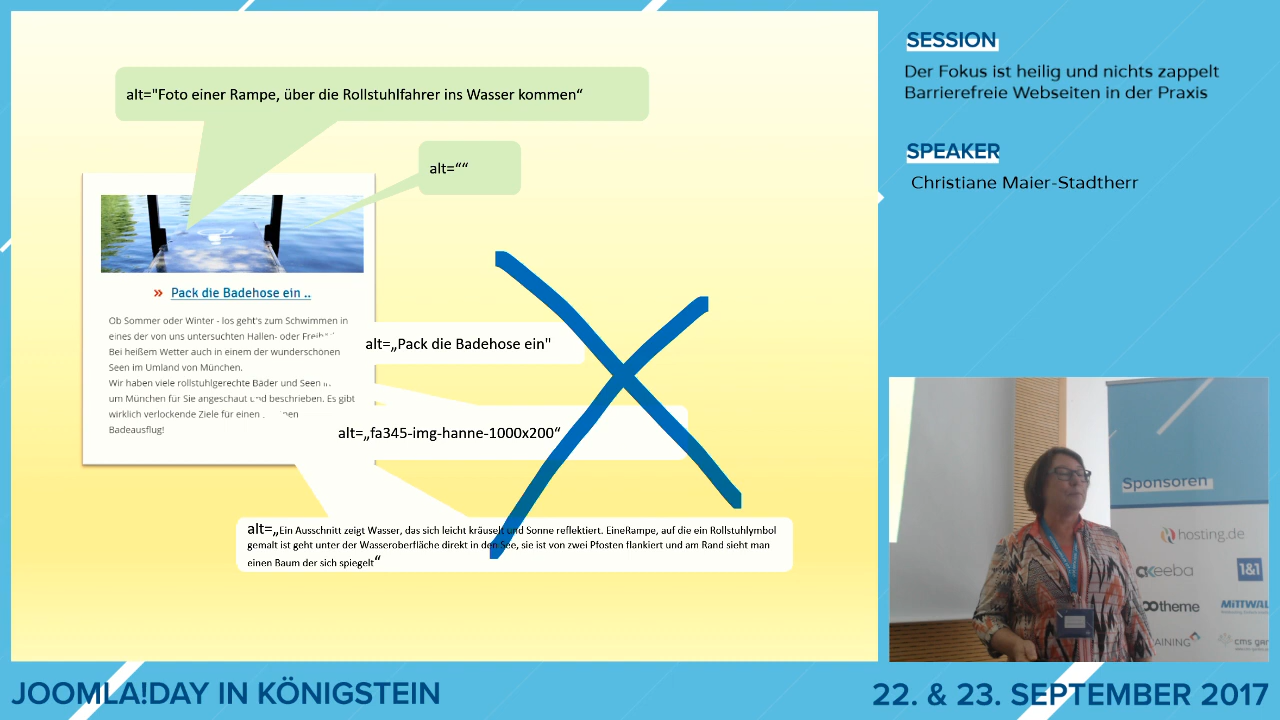 alt="Foto einer Rampe, über die Rollstuhlfahrer ins Wasser kommen“
alt=““
» Pack die Badehose ein ..
Ob Sommer oder Winter - los geht's zum Schwimmen in
eines der von uns untersuchten Hallen- oder
Bei heißem Wetter auch in einem der wunderschönen
Seen im Umland von München.
Wir haben viele rollstuhlgerechte Bäder und Seen
um München für Sie angeschaut und beschrieben. Es gibt
wirklich verlockende Ziele für einen
Badeausflug!
alt=„Pack die Badehose ein"
alt=„fa345-img-hanne-1000x200“
alt=„Ein Ausschnitt zeigt Wasser, das sich leicht kräuselt und Sonne reflektiert. EineRampe, auf die ein Rollstuhlymbol
gemalt ist geht unter der Wasseroberfläche direkt in den See, sie ist von zwei Pfosten flankiert und am Rand sieht man
einen Baum der sich spiegelt“
SESSION
Der Fokus ist heilig und nichts zappelt
Barrierefreie Webseiten in der Praxis
SPEAKER
Christiane Maier-Stadtherr
Sponsoren
hosting.de
akeeba
1&1
theme
MITTWAL
AINING
cms gar
JOOMLA!DAY IN KÖNIGSTEIN
22. & 23. SEPTEMBER 2017